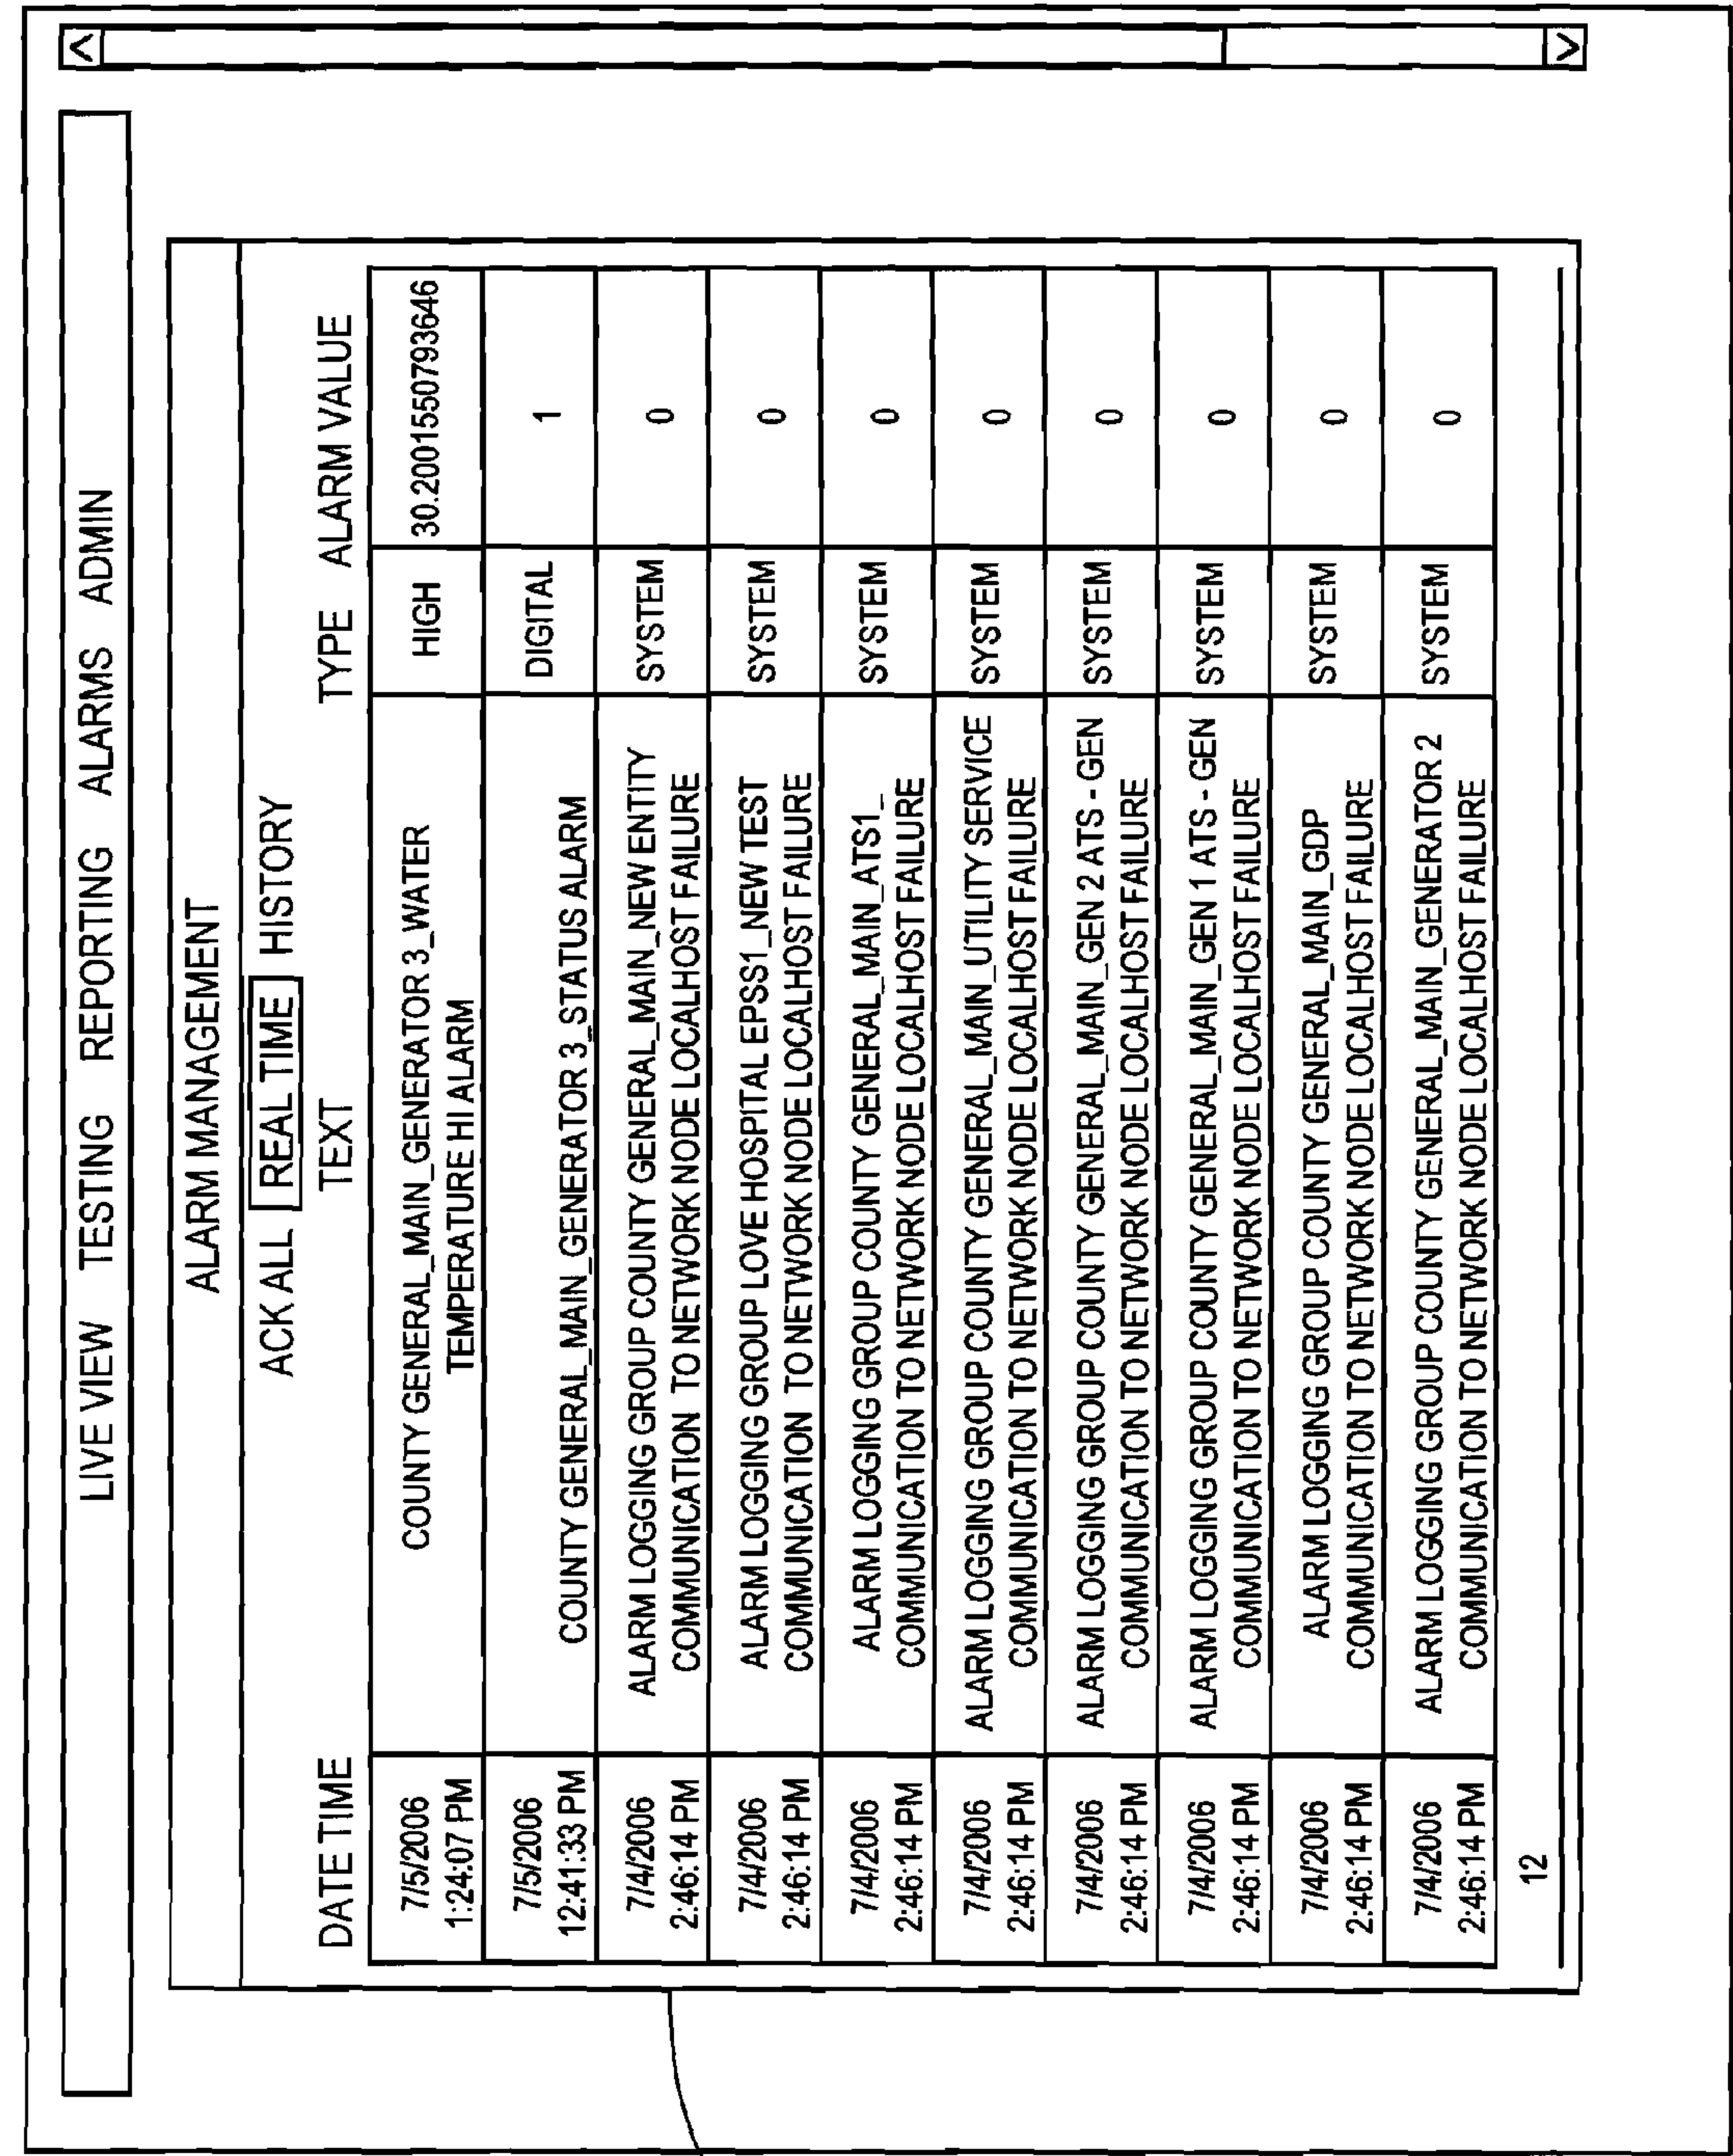 LIVE VIEW TESTING REPORTING ALARMS ADMIN
ALARM MANAGEMENT
ACK ALL REAL TIME HISTORY
DATE TIME TEXT TYPE ALARM VALUE
7/5/2006 COUNTY GENERAL_MAIN_GENERATOR 3_WATER HIGH 30.2001550793646
1:24:07 PM TEMPERATURE HI ALARM
7/5/2006 DIGITAL 1
12:41:33 PM COUNTY GENERAL_MAIN_GENERATOR 3_STATUS ALARM
7/4/2006 ALARM LOGGING GROUP COUNTY GENERAL_MAIN_NEW ENTITY SYSTEM 0
2:46:14 PM COMMUNICATION TO NETWORK NODE LOCALHOST FAILURE
7/4/2006 ALARM LOGGING GROUP LOVE HOSPITAL EPSS1_NEW TEST SYSTEM 0
2:46:14 PM COMMUNICATION TO NETWORK NODE LOCALHOST FAILURE
7/4/2006 ALARM LOGGING GROUP COUNTY GENERAL_MAIN_ATS1_ SYSTEM 0
2:46:14 PM COMMUNICATION TO NETWORK NODE LOCALHOST FAILURE
7/4/2006 ALARM LOGGING GROUP COUNTY GENERAL_MAIN_UTILITY SERVICE SYSTEM 0
2:46:14 PM COMMUNICATION TO NETWORK NODE LOCALHOST FAILURE
7/4/2006 ALARM LOGGING GROUP COUNTY GENERAL_MAIN_GEN 2 ATS - GEN SYSTEM 0
2:46:14 PM COMMUNICATION TO NETWORK NODE LOCALHOST FAILURE
7/4/2006 ALARM LOGGING GROUP COUNTY GENERAL_MAIN_GEN 1 ATS - GEN SYSTEM 0
2:46:14 PM COMMUNICATION TO NETWORK NODE LOCALHOST FAILURE
7/4/2006 ALARM LOGGING GROUP COUNTY GENERAL_MAIN_GDP SYSTEM 0
2:46:14 PM COMMUNICATION TO NETWORK NODE LOCALHOST FAILURE
7/4/2006 ALARM LOGGING GROUP COUNTY GENERAL_MAIN_GENERATOR 2 SYSTEM 0
2:46:14 PM COMMUNICATION TO NETWORK NODE LOCALHOST FAILURE
12